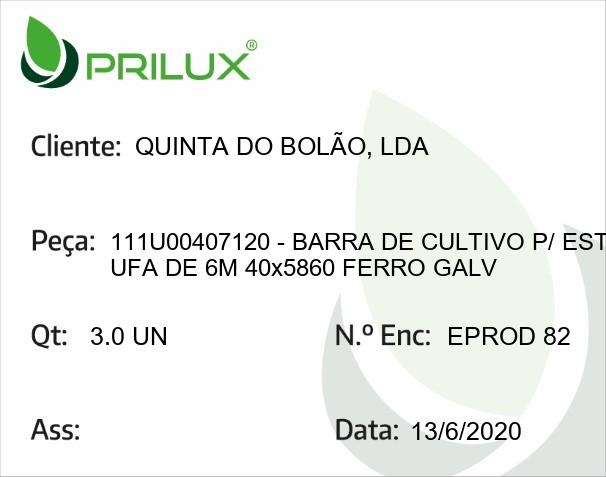 PRILUX®
Cliente: QUINTA DO BOLÃO, LDA
Peça: 111U00407120 - BARRA DE CULTIVO P/ EST
UFA DE 6M 40x5860 FERRO GALV
Qt: 3.0 UN N.º Enc: EPROD 82
Ass: Data: 13/6/2020